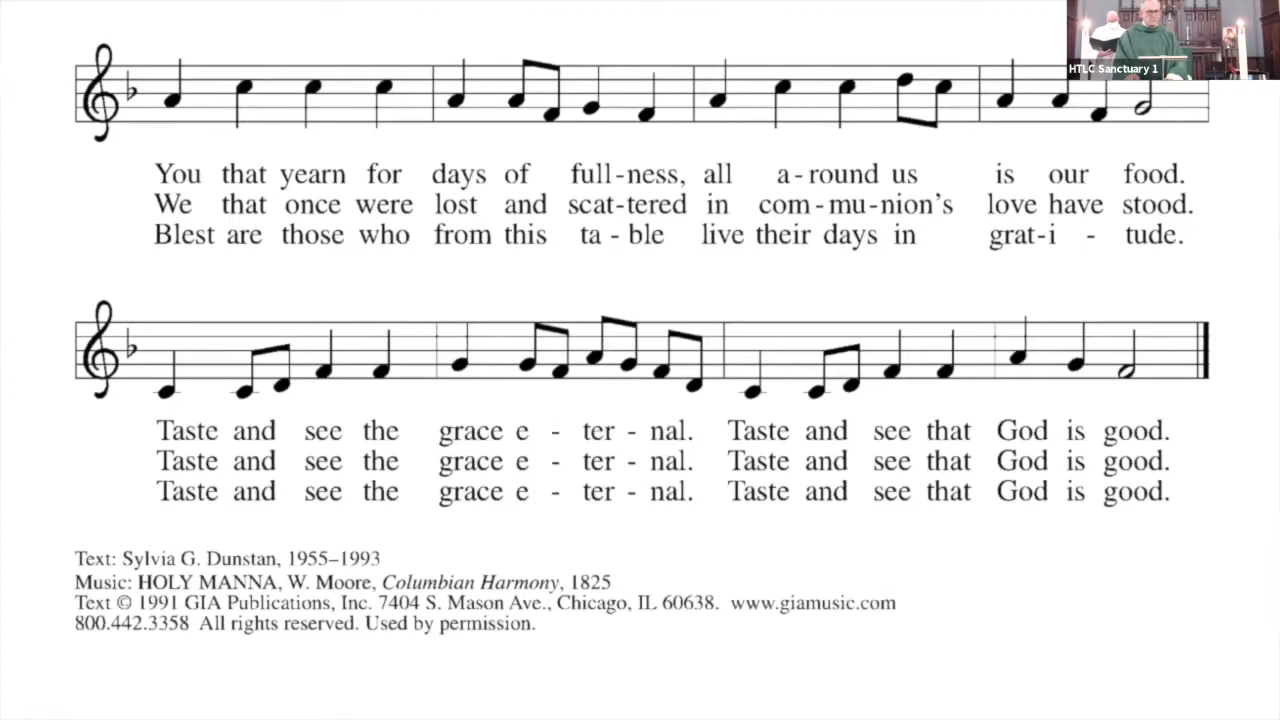 HTLC Sanctuary 1
You that yearn for days of full-ness, all a-round us is our food.
We that once were lost and scat-tered in com-mu-nion's love have stood.
Blest are those who from this ta - ble live their days in grat-i - tude.
Taste and see the grace e - ter - nal. Taste and see that God is good.
Taste and see the grace e - ter - nal. Taste and see that God is good.
Taste and see the grace e - ter - nal. Taste and see that God is good.
Text: Sylvia G. Dunstan, 1955–1993
Music: HOLY MANNA, W. Moore, Columbian Harmony, 1825
Text © 1991 GIA Publications, Inc. 7404 S. Mason Ave., Chicago, IL 60638. www.giamusic.com
800.442.3358 All rights reserved. Used by permission.